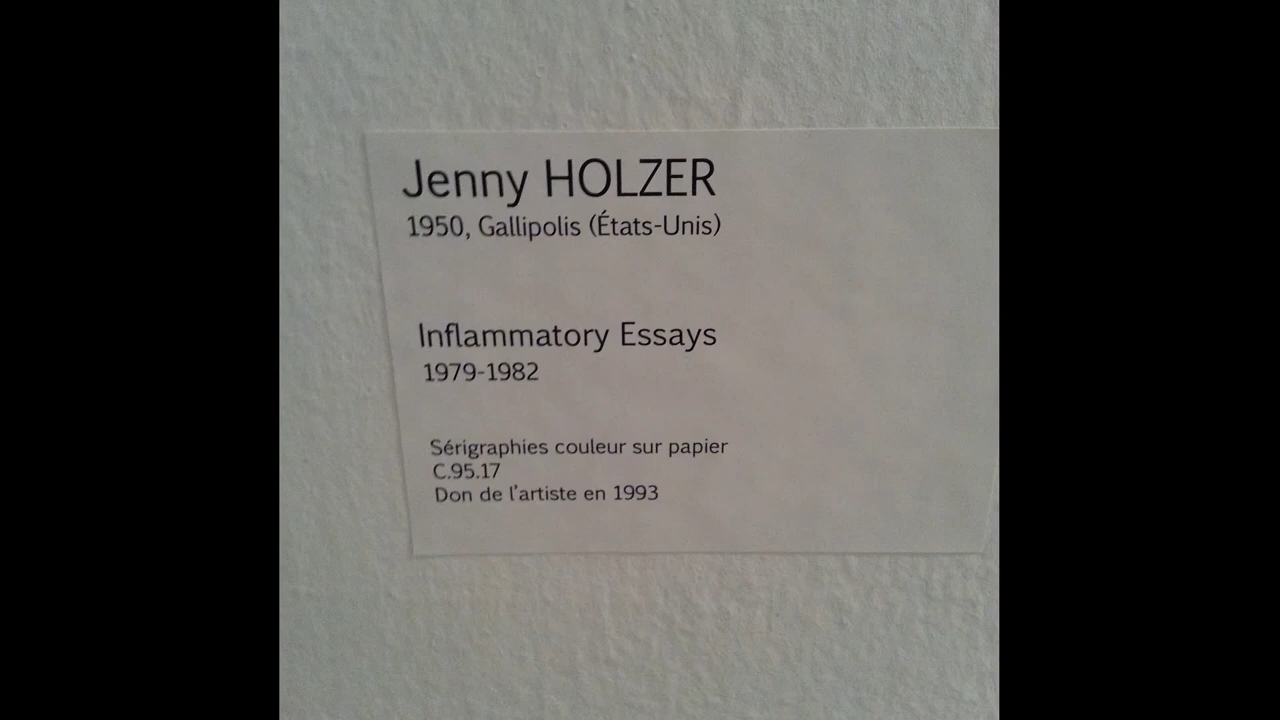 Jenny HOLZER
1950, Gallipolis (États-Unis)
Inflammatory Essays
1979-1982
Sérigraphies couleur sur papier
C.95.17
Don de l'artiste en 1993